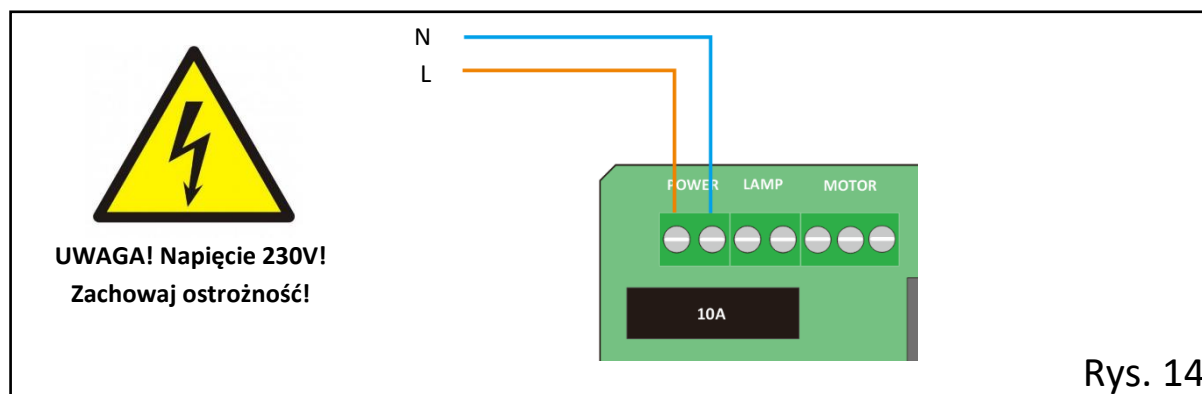 N
L
POWER LAMP MOTOR
10A
UWAGA! Napięcie 230V!
Zachowaj ostrożność!
Rys. 14